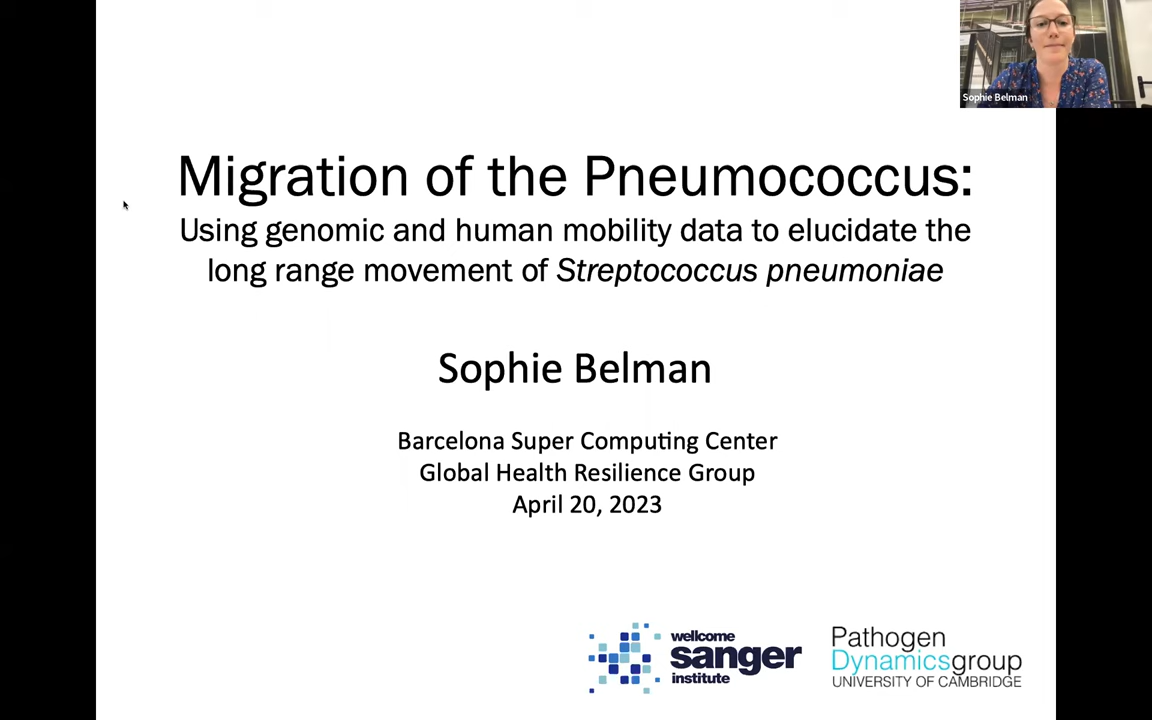 Sophie Belman
Migration of the Pneumococcus:
Using genomic and human mobility data to elucidate the
long range movement of Streptococcus pneumoniae
Sophie Belman
Barcelona Super Computing Center
Global Health Resilience Group
April 20, 2023
wellcome
sanger
institute
Pathogen
Dynamicsgroup
UNIVERSITY OF CAMBRIDGE